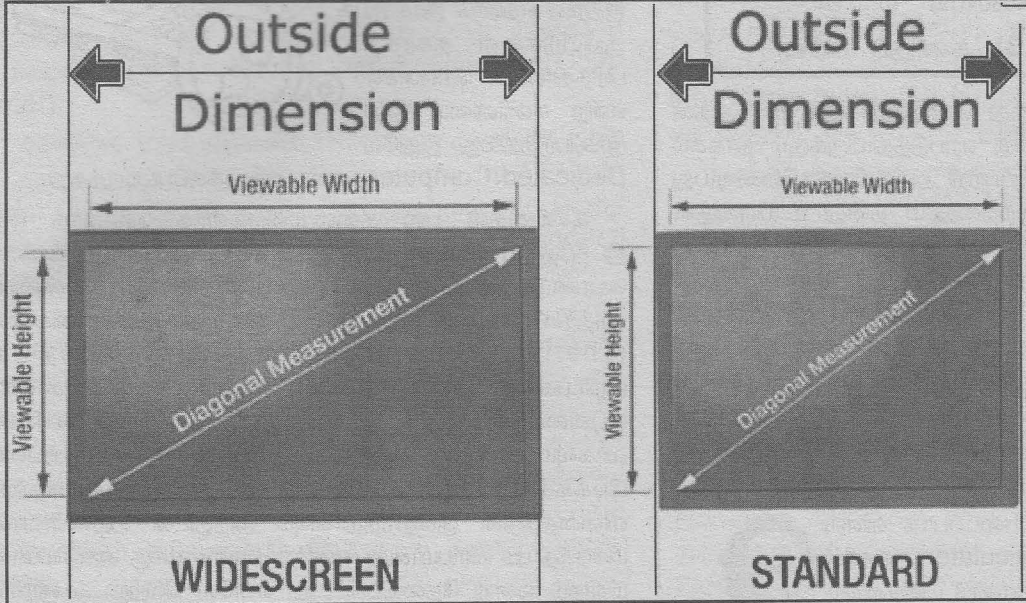 Outside
Dimension
Viewable Width
Viewable Height
Diagonal Measurement
WIDESCREEN
Outside
Dimension
Viewable Width
Viewable Height
Diagonal Measurement
STANDARD